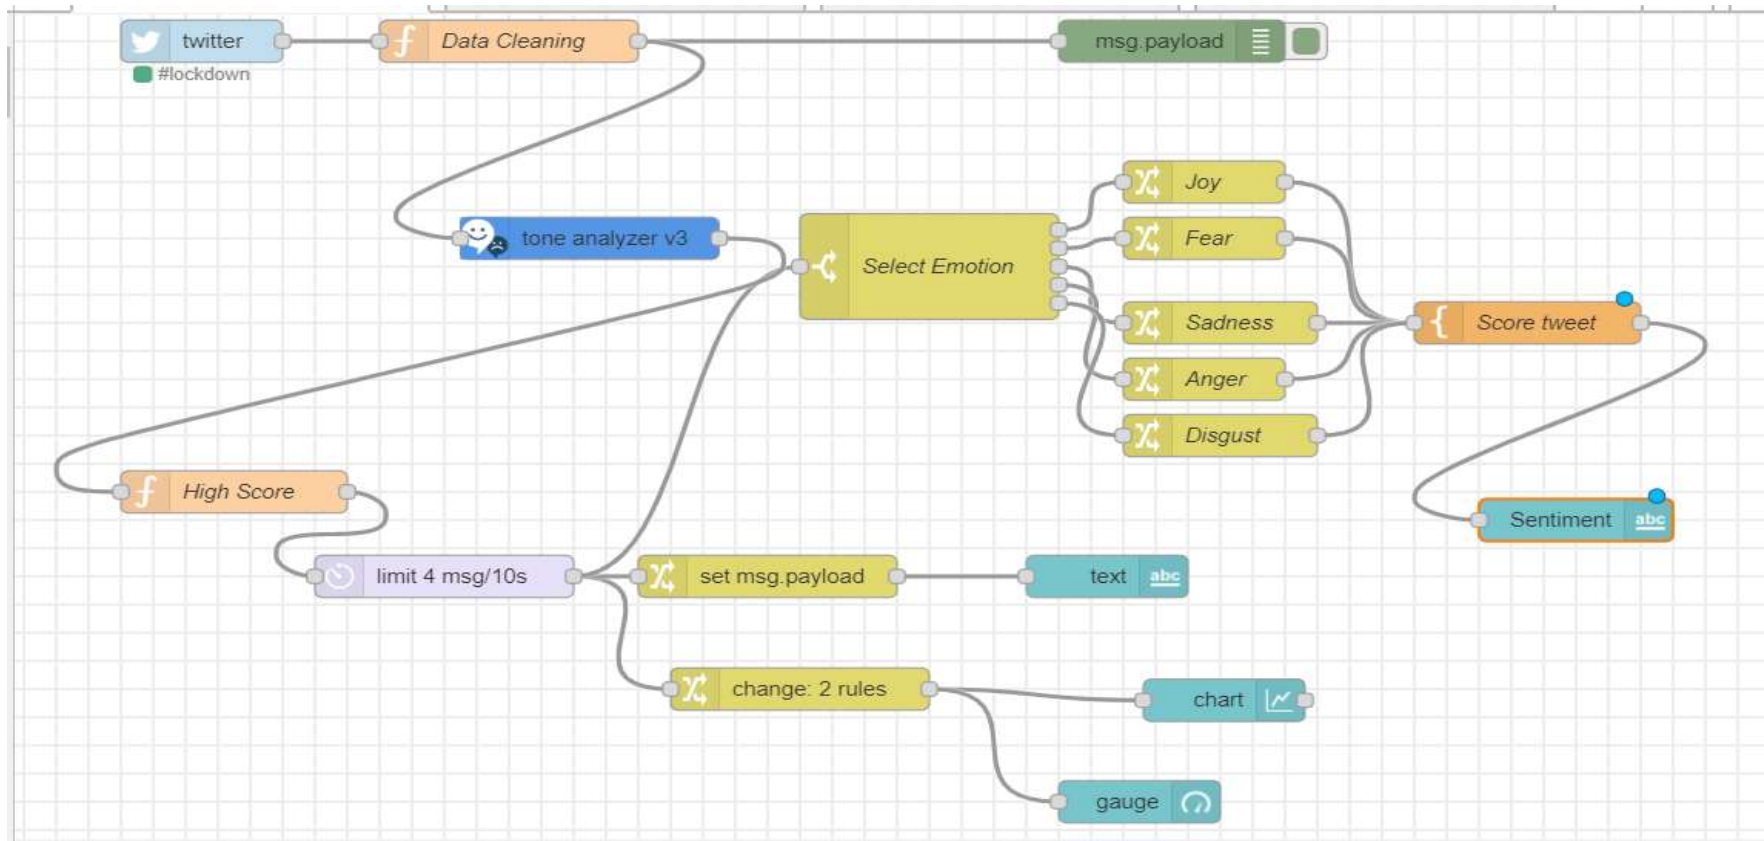 twitter
Data Cleaning
msg.payload
#lockdown
Joy
tone analyzer v3
Fear
Select Emotion
Sadness
Score tweet
Anger
Disgust
High Score
Sentiment
abc
limit 4 msg/10s
set msg.payload
text
abc
change: 2 rules
chart
gauge